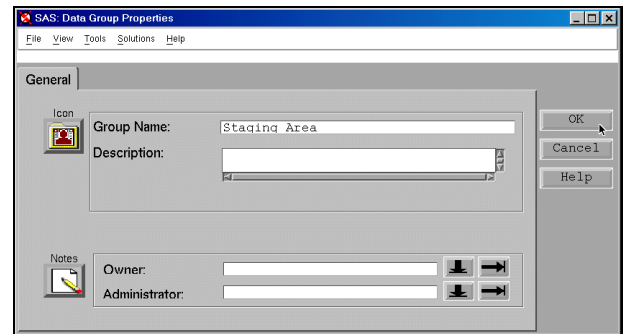 SAS: Data Group Properties
File View Tools Solutions Help
General
Icon
Group Name: Staging Area
Description:
OK
Cancel
Help
Notes
Owner:
Administrator: